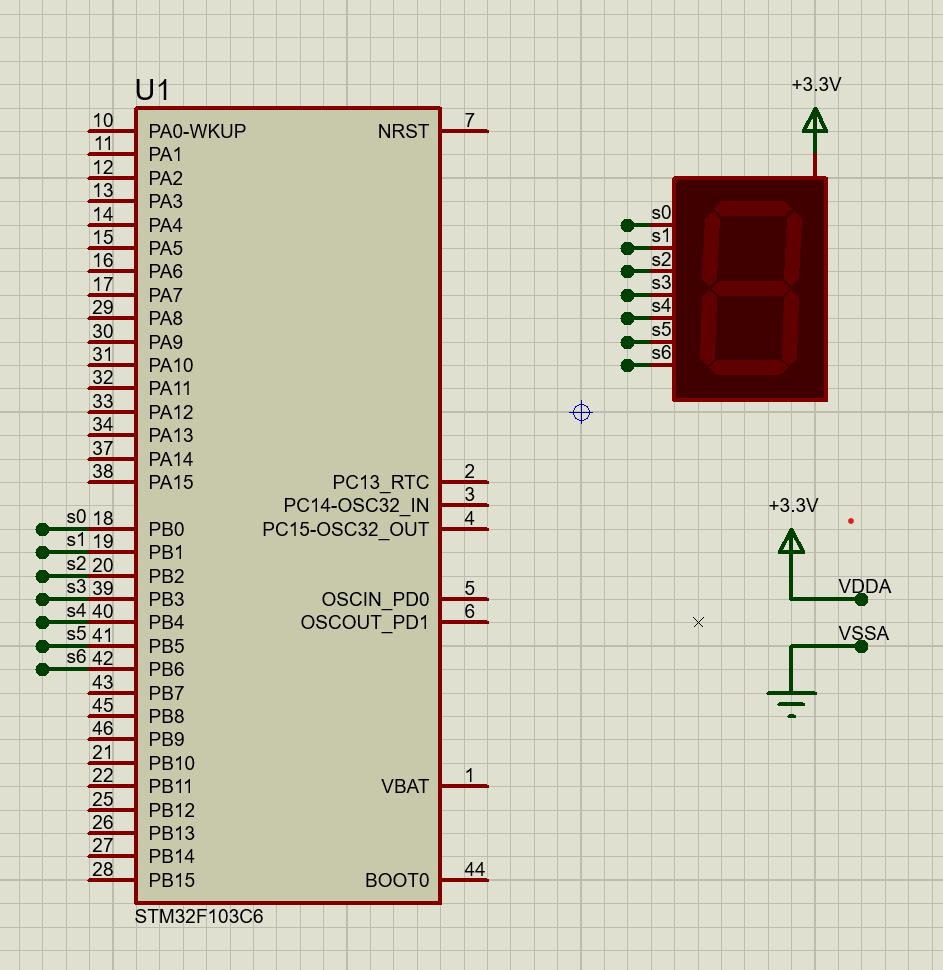 U1
10 PA0-WKUP NRST 7
11 PA1
12 PA2
13 PA3
14 PA4
15 PA5
16 PA6
17 PA7
29 PA8
30 PA9
31 PA10
32 PA11
33 PA12
34 PA13
37 PA14
38 PA15 PC13_RTC 2
PC14-OSC32_IN 3
s0 18 PB0 PC15-OSC32_OUT 4
s1 19 PB1
s2 20 PB2
s3 39 PB3 OSCIN_PD0 5
s4 40 PB4 OSCOUT_PD1 6
s5 41 PB5
s6 42 PB6
43 PB7
45 PB8
46 PB9
21 PB10
22 PB11 VBAT 1
25 PB12
26 PB13
27 PB14
28 PB15 BOOT0 44
STM32F103C6
+3.3V
s0
s1
s2
s3
s4
s5
s6
+3.3V
VDDA
VSSA